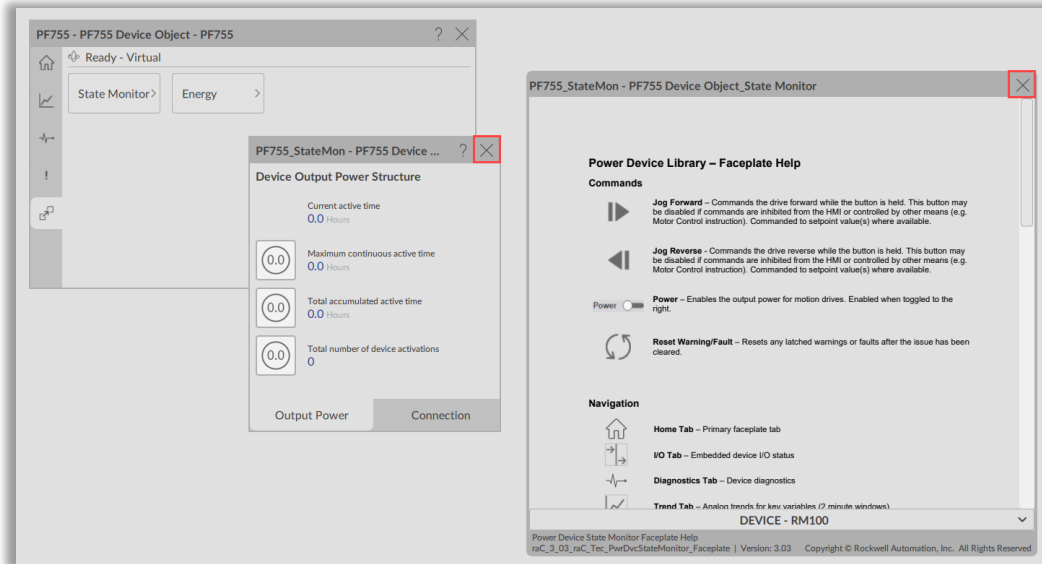 PF755 - PF755 Device Object - PF755 ?
Ready - Virtual
State Monitor>
Energy >
!
PF755_StateMon - PF755 Device ... ?
Device Output Power Structure
Current active time
0.0 Hours
(0.0)
Maximum continuous active time
0.0 Hours
(0.0)
Total accumulated active time
0.0 Hours
(0.0)
Total number of device activations
0
Output Power
Connection
PF755_StateMon - PF755 Device Object_State Monitor
Power Device Library – Faceplate Help
Commands
Jog Forward – Commands the drive forward while the button is held. This button may
be disabled if commands are inhibited from the HMI or controlled by other means (e.g.
Motor Control instruction). Commanded to setpoint value(s) where available.
Jog Reverse - Commands the drive reverse while the button is held. This button may
be disabled if commands are inhibited from the HMI or controlled by other means (e.g.
Motor Control instruction). Commanded to setpoint value(s) where available.
Power
Power – Enables the output power for motion drives. Enabled when toggled to the
right.
Reset Warning/Fault – Resets any latched warnings or faults after the issue has been
cleared.
Navigation
Home Tab – Primary faceplate tab
I/O Tab – Embedded device I/O status
Diagnostics Tab – Device diagnostics
Trend Tab – Analog trends for key variables (2 minute windows)
DEVICE - RM100
Power Device State Monitor Faceplate Help
raC_3_03_raC_Tec_PwrDvcStateMonitor_Faceplate | Version: 3.03 Copyright © Rockwell Automation, Inc. All Rights Reserved